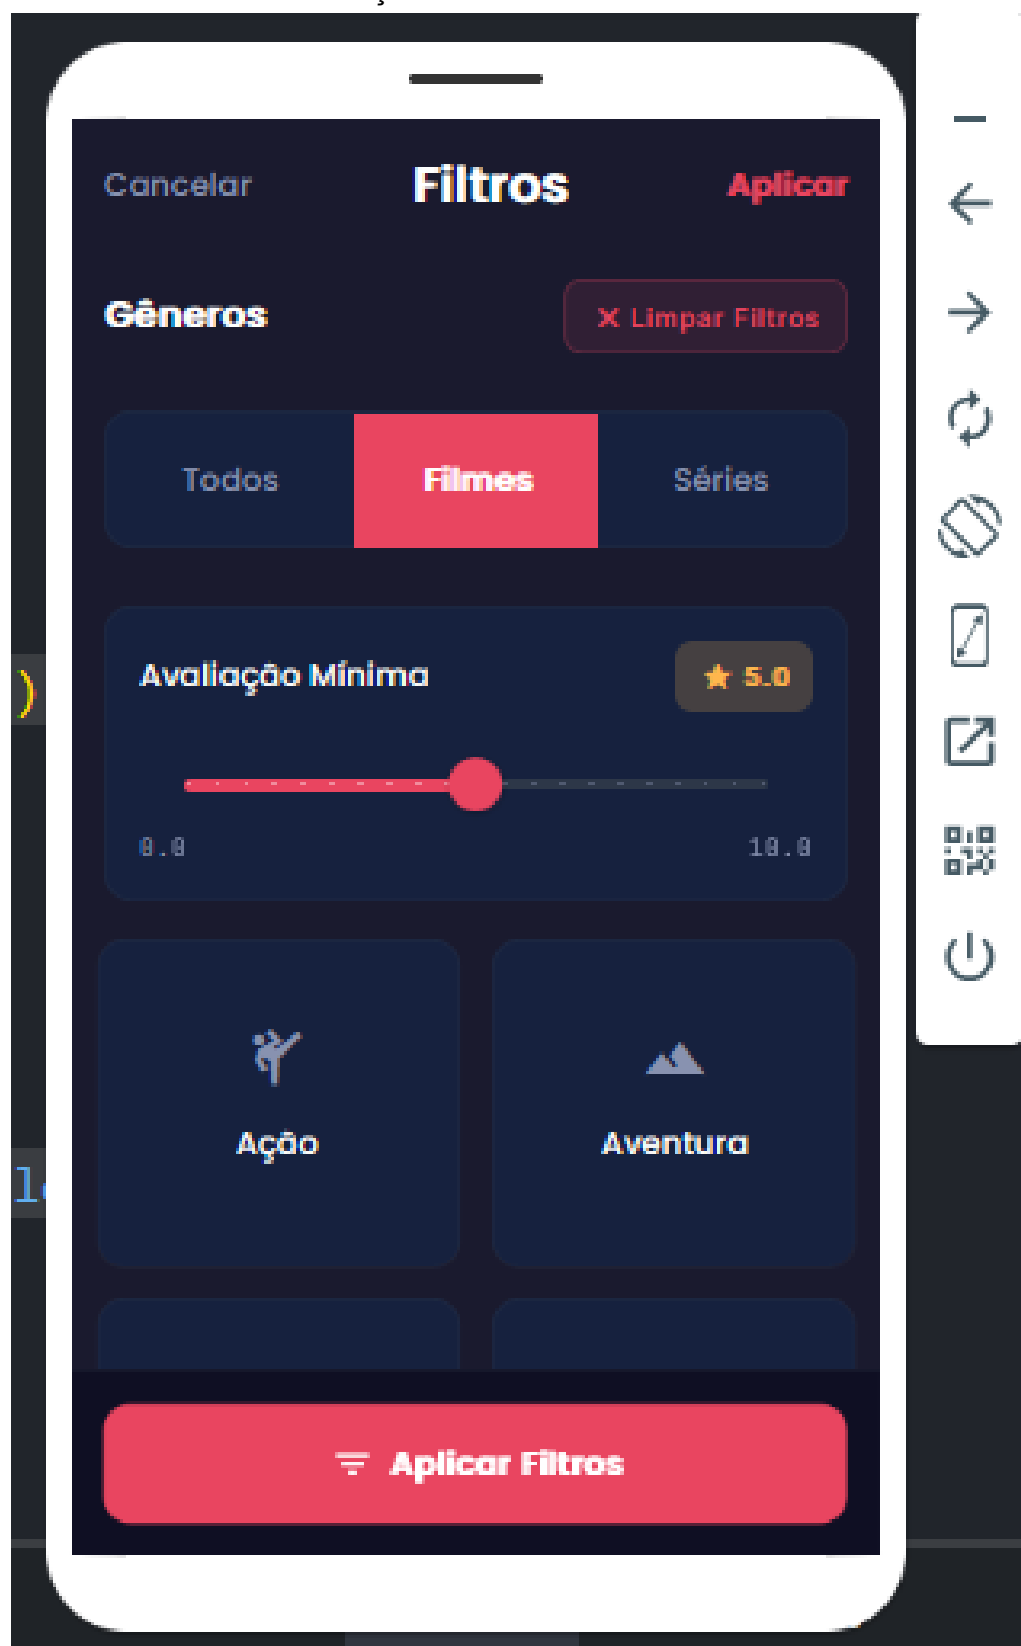 Cancelar Filtros Aplicar
Gêneros × Limpar Filtros
Todos Filmes Séries
Avaliação Mínima ★ 5.0
0.0 10.0
Ação Aventura
Aplicar Filtros
)